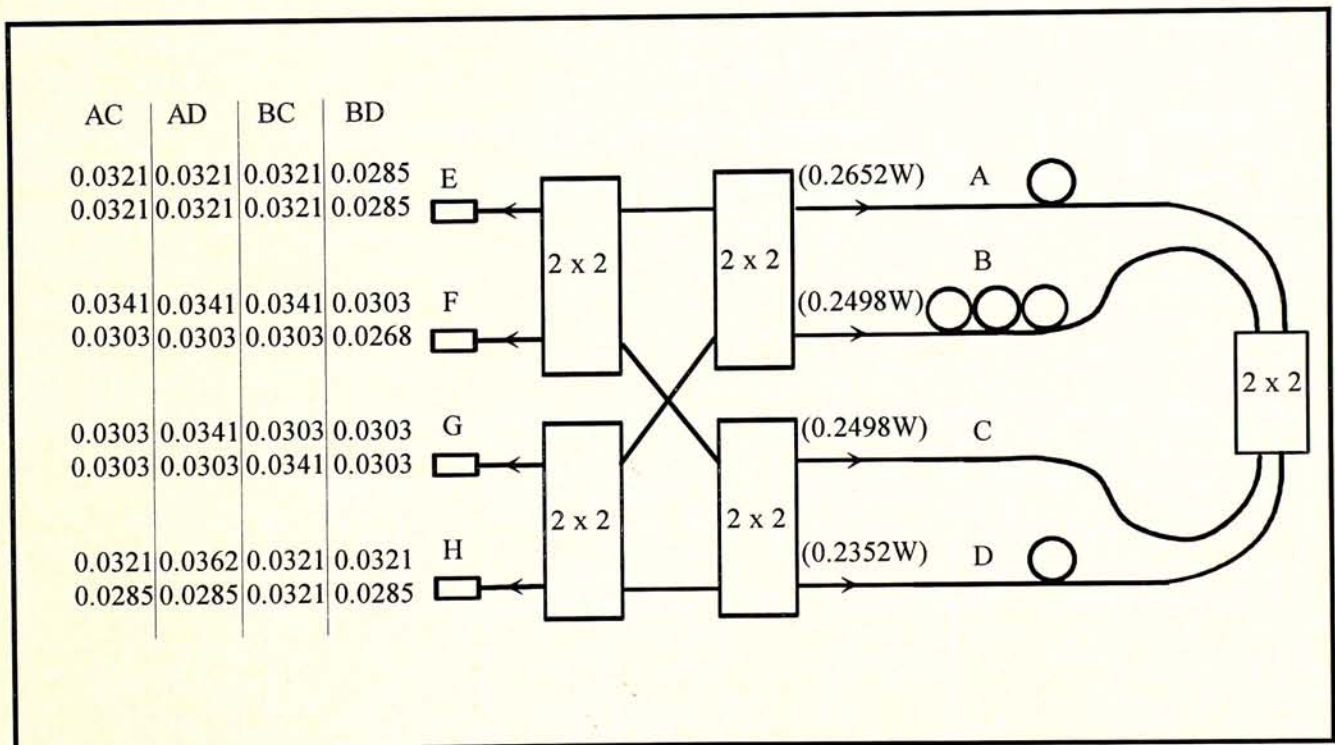 AC AD BC BD
0.0321 0.0321 0.0321 0.0285 E
0.0321 0.0321 0.0321 0.0285
(0.2652W) A
2 x 2 2 x 2
B
0.0341 0.0341 0.0341 0.0303 F
0.0303 0.0303 0.0303 0.0268
(0.2498W)
2 x 2
0.0303 0.0341 0.0303 0.0303 G
0.0303 0.0303 0.0341 0.0303
(0.2498W) C
2 x 2 2 x 2
0.0321 0.0362 0.0321 0.0321 H
0.0285 0.0285 0.0321 0.0285
(0.2352W) D